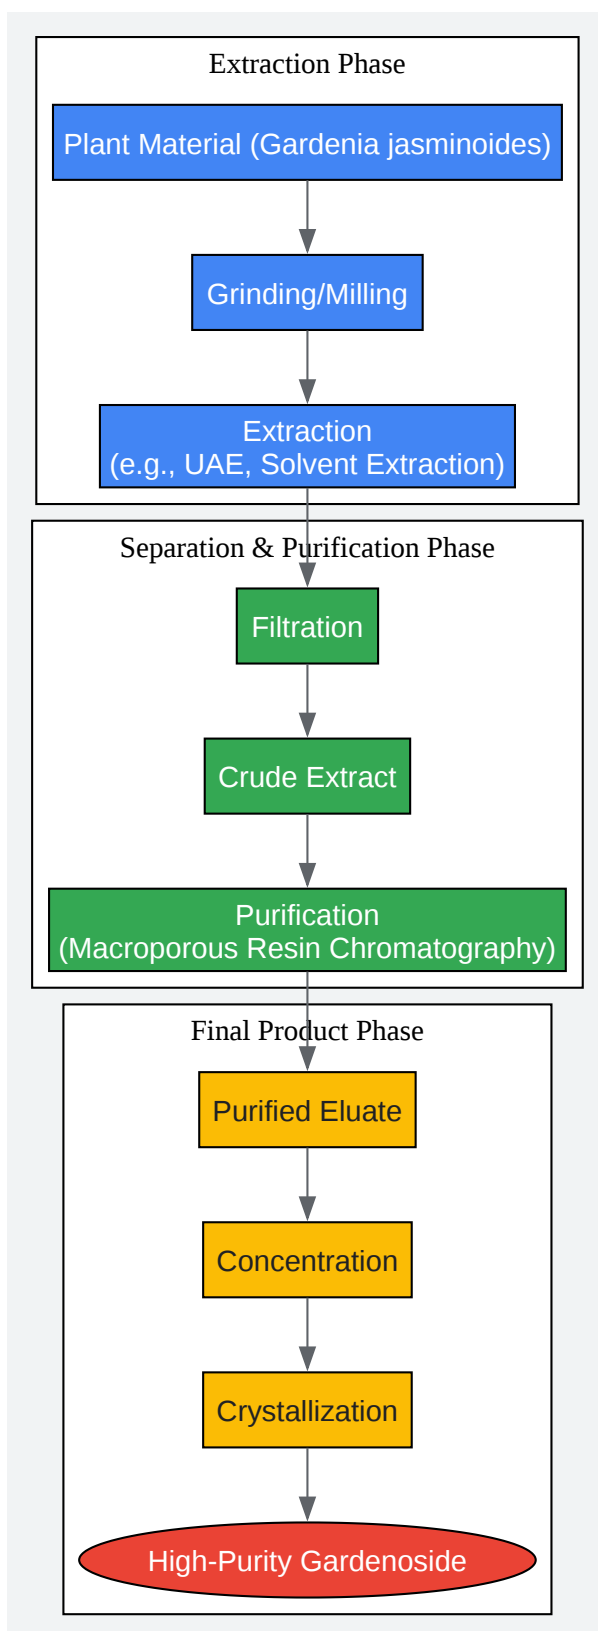 Extraction Phase
Plant Material (Gardenia jasminoides)
Grinding/Milling
Extraction
(e.g., UAE, Solvent Extraction)
Separation & Purification Phase
Filtration
Crude Extract
Purification
(Macroporous Resin Chromatography)
Final Product Phase
Purified Eluate
Concentration
Crystallization
High-Purity Gardenoside